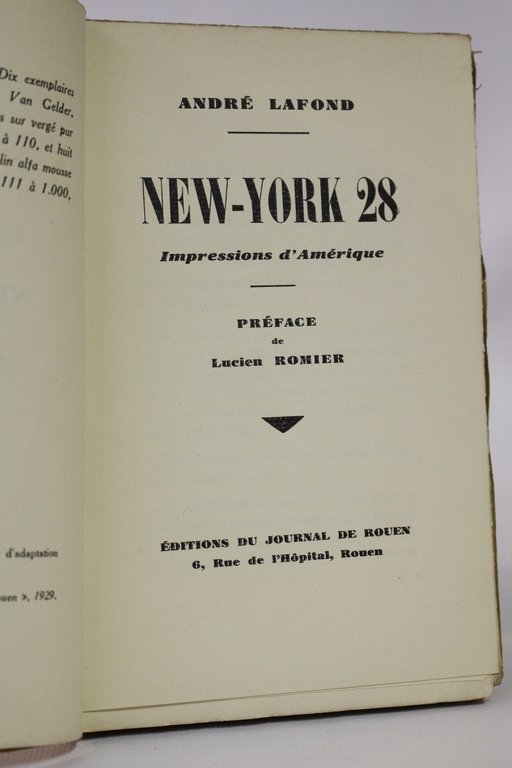 Dix exemplaires
Van Gelder,
s sur vergé pur
à 110, et huit
lin alfa mousse
111 à 1.000,
d'adaptation
uen », 1929.
ANDRÉ LAFOND
NEW-YORK 28
Impressions d'Amérique
PRÉFACE
de
Lucien ROMIER
ÉDITIONS DU JOURNAL DE ROUEN
6, Rue de l'Hôpital, Rouen